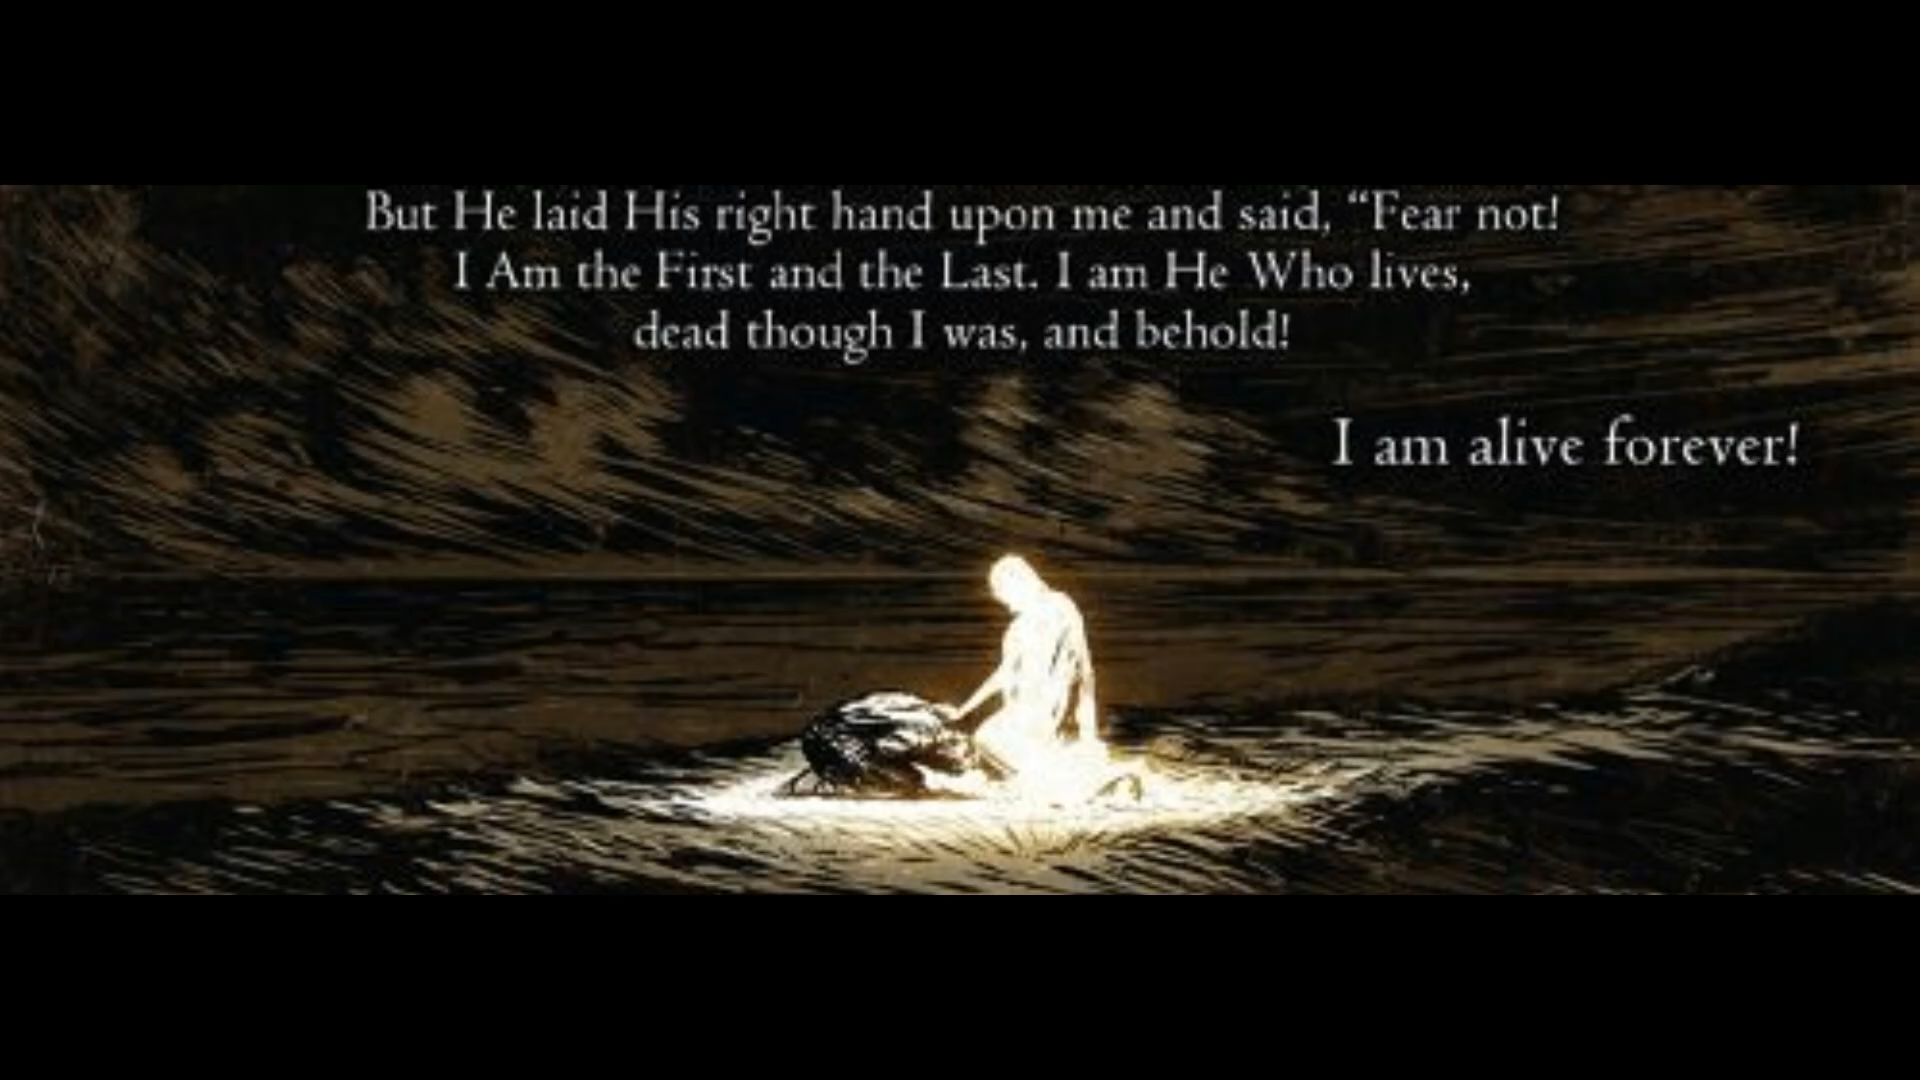 But He laid His right hand upon me and said, “Fear not!
I Am the First and the Last. I am He Who lives,
dead though I was, and behold!
I am alive forever!